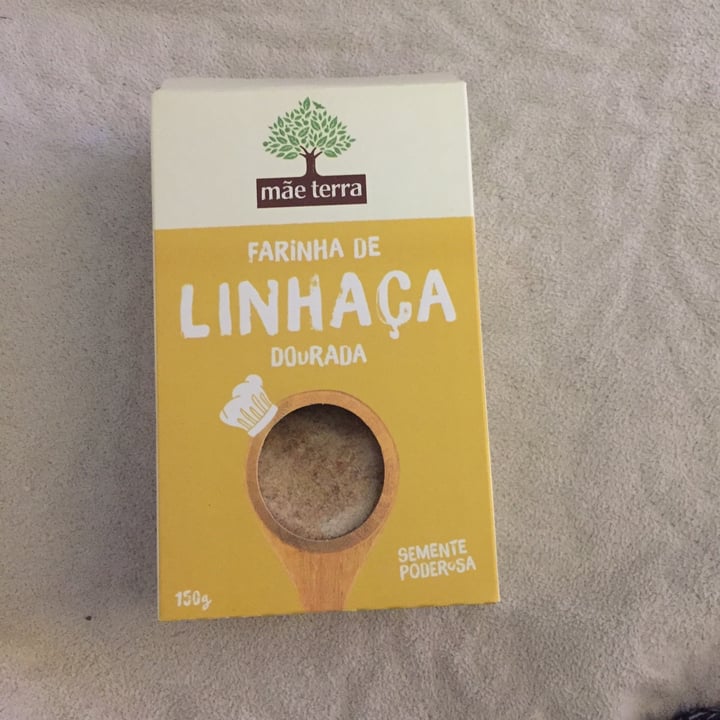 mãe terra
FARINHA DE
LINHAÇA
DOURADA
SEMENTE
PODEROSA
150g